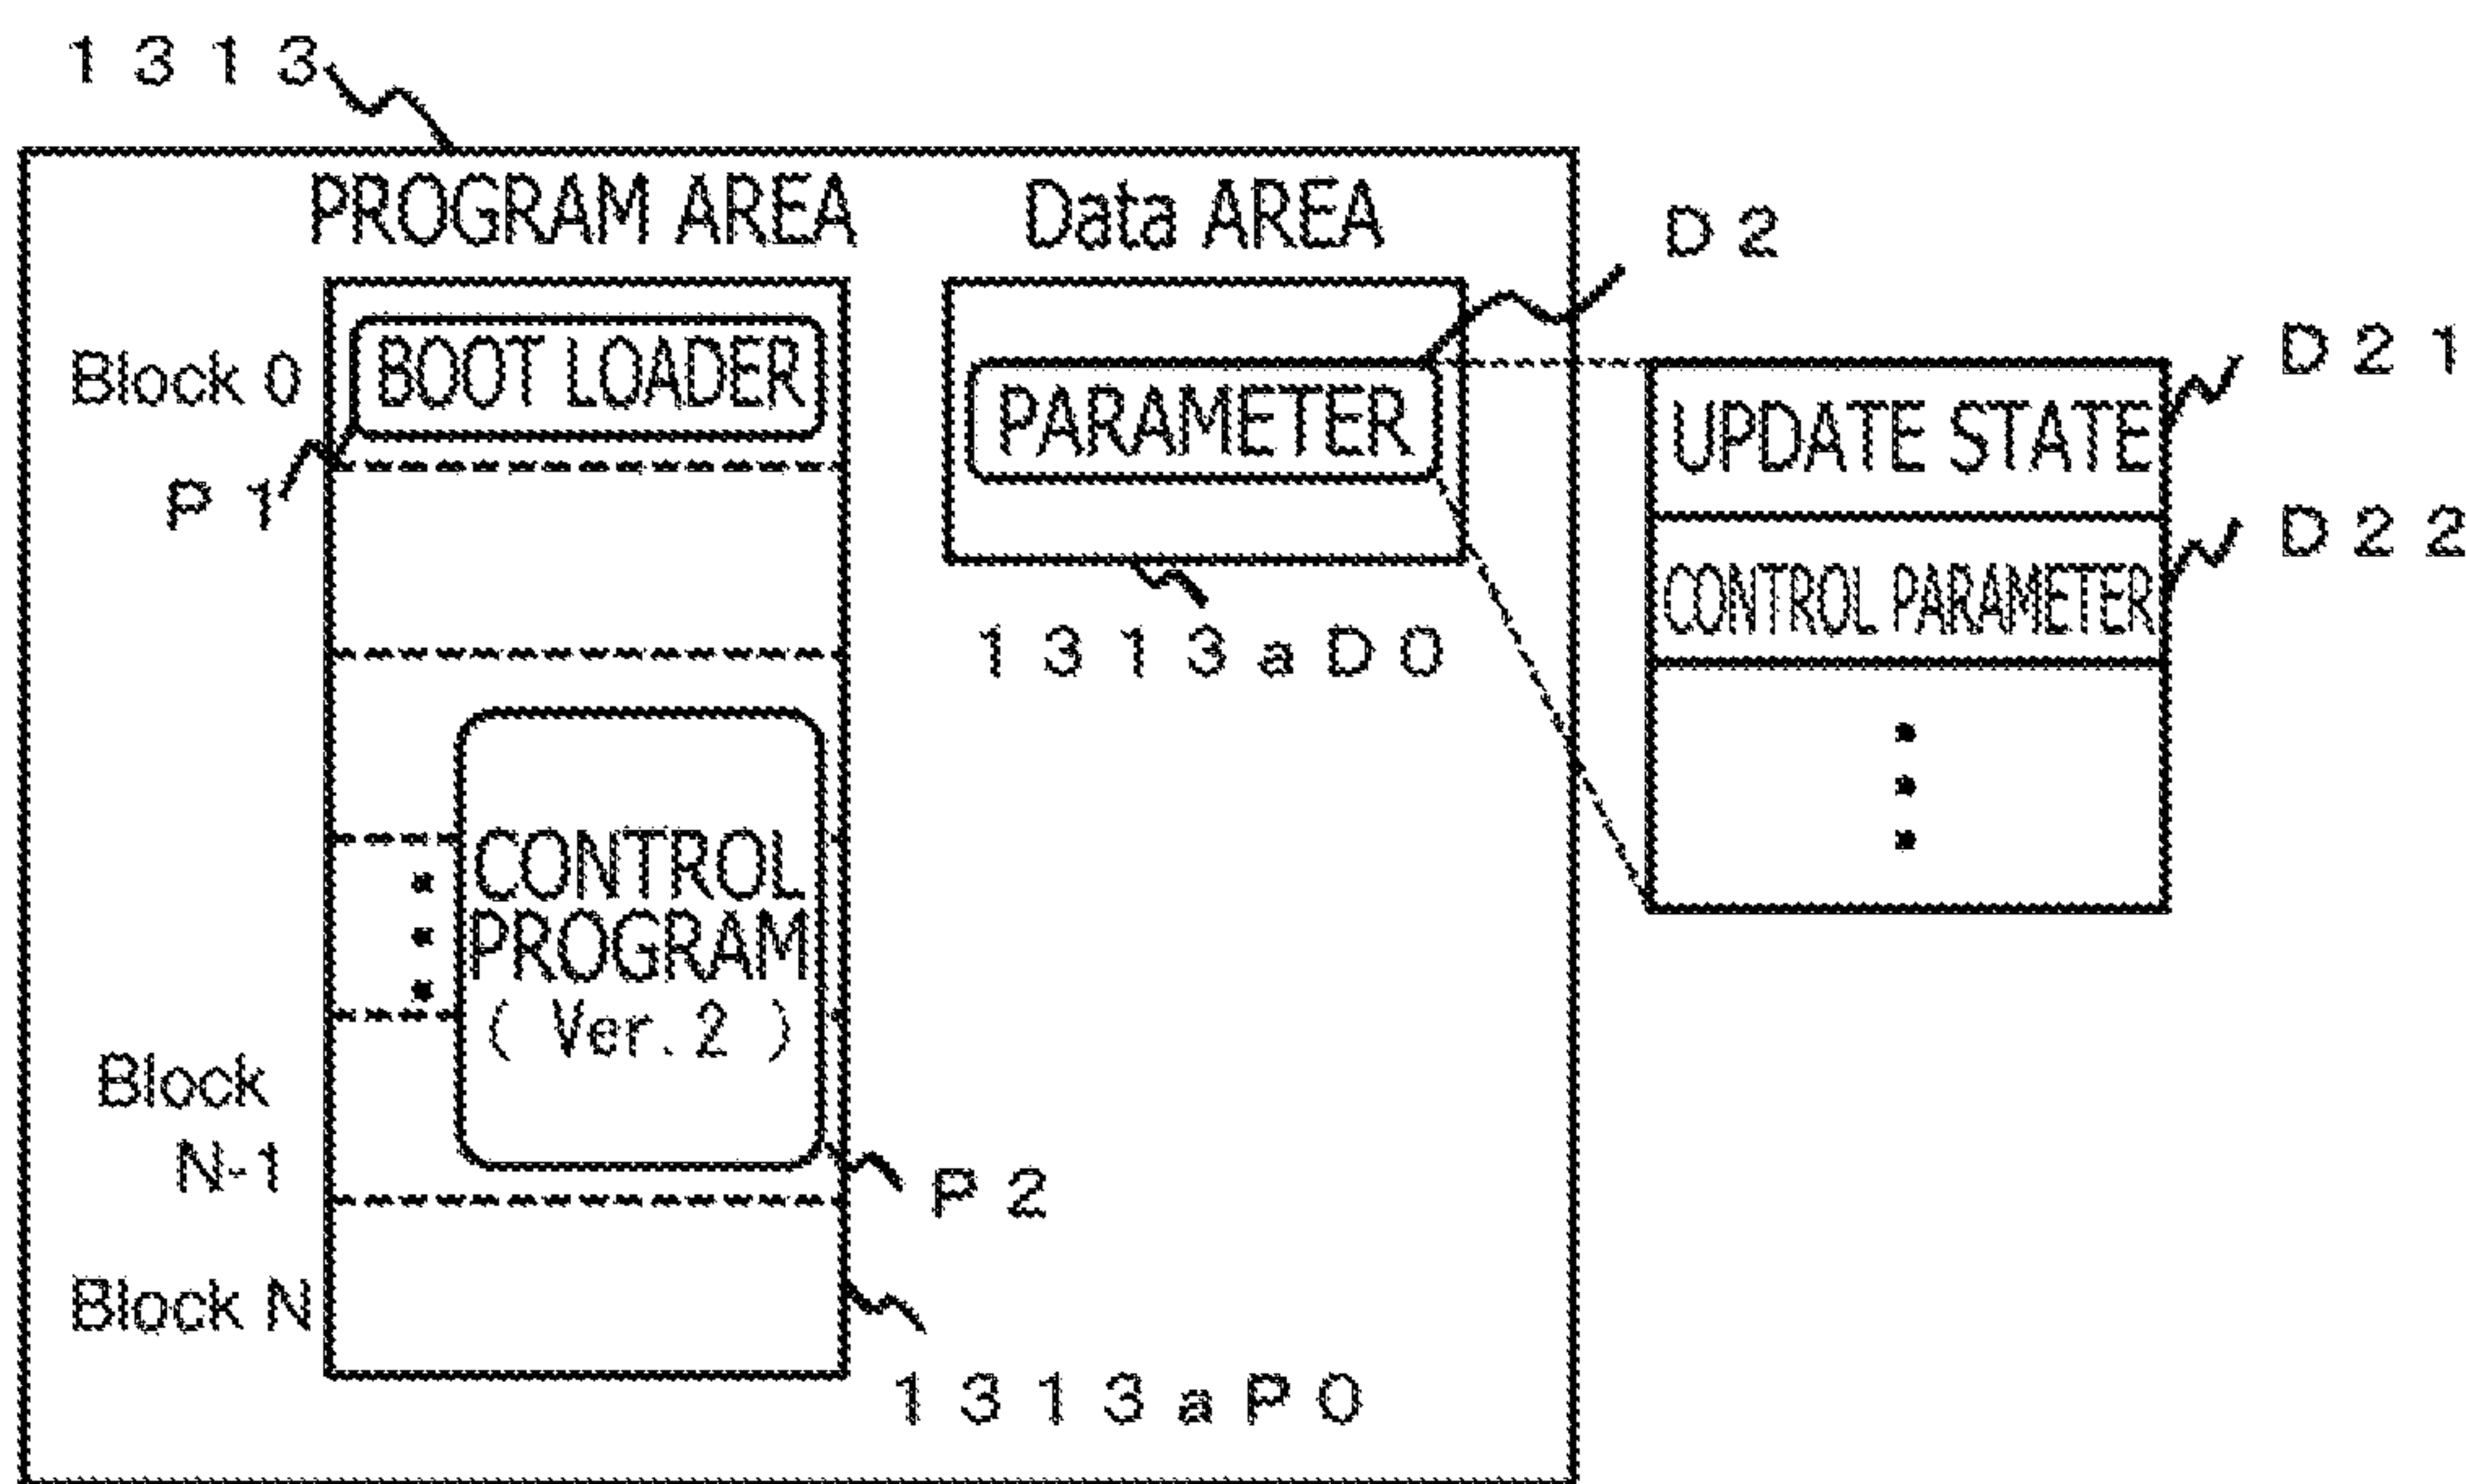 1313
PROGRAM AREA
Data AREA
D2
Block 0
BOOT LOADER
PARAMETER
D21
UPDATE STATE
P1
D22
CONTROL PARAMETER
1313aD0
CONTROL
PROGRAM
( Ver. 2 )
Block
N-1
P2
Block N
1313aP0